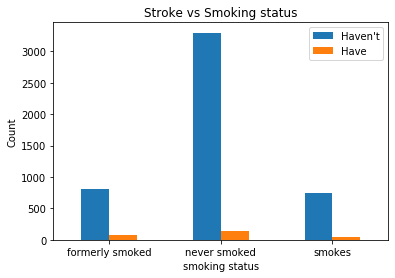 Stroke vs Smoking status
Haven't
Have
Count
3000
2500
2000
1500
1000
500
0
formerly smoked
never smoked
smokes
smoking status